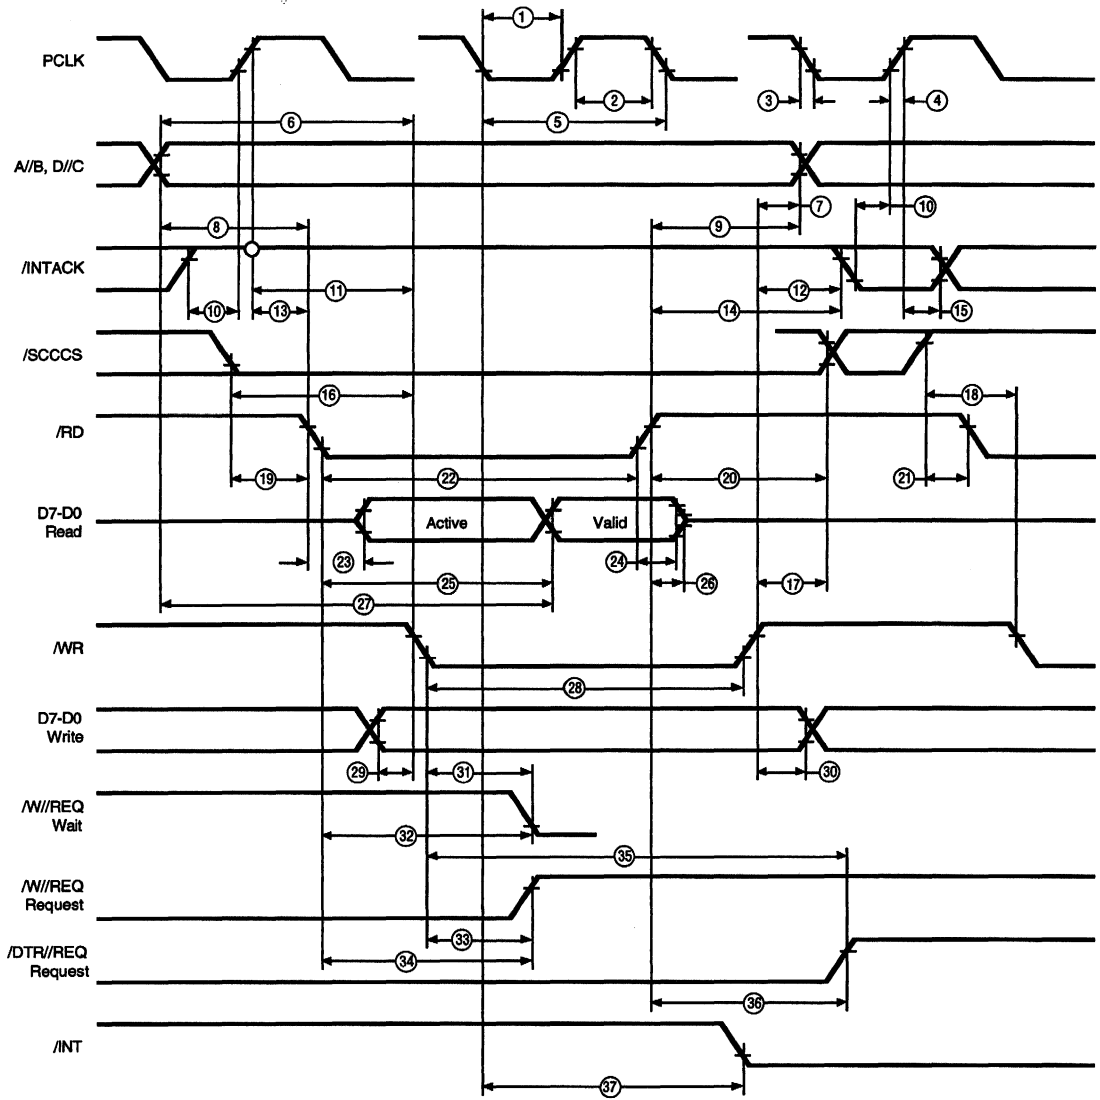 1
PCLK
3
2
4
6
5
A//B, D//C
7
10
8
9
/INTACK
11
12
10
13
14
15
/SCCCS
16
18
/RD
19
22
20
21
D7-D0
Read
Active
Valid
23
24
25
26
17
27
/WR
28
D7-D0
Write
29
31
30
/W//REQ
Wait
32
35
/W//REQ
Request
33
/DTR//REQ
Request
34
36
/INT
37